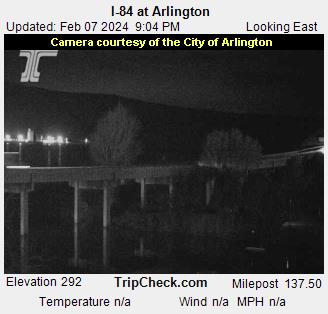 I-84 at Arlington
Updated: Feb 07 2024 9:04 PM Looking East
Camera courtesy of the City of Arlington
Elevation 292 TripCheck.com Milepost 137.50
Temperature n/a Wind n/a MPH n/a